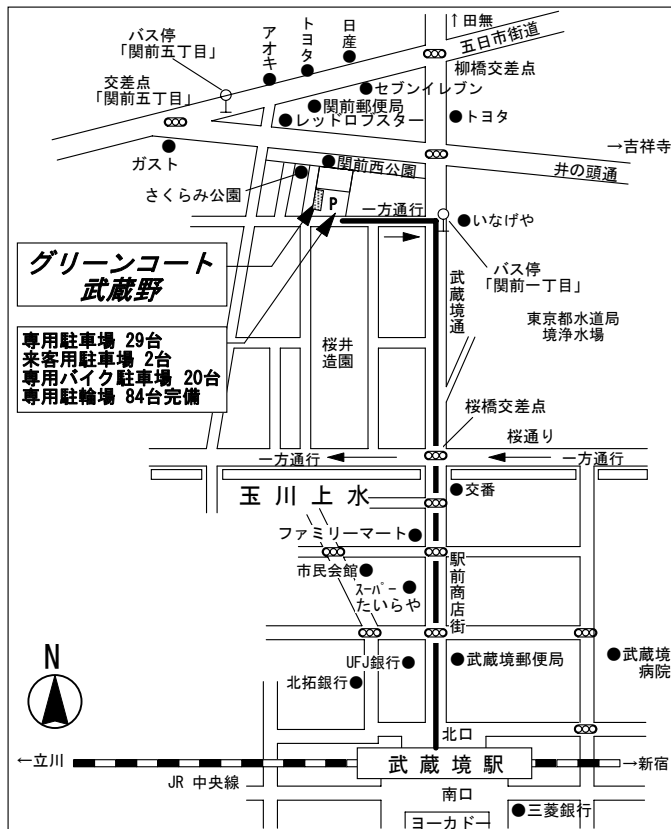 ↑田無
日産
トヨタ
アオキ
バス停
「関前五丁目」
五日市街道
柳橋交差点
交差点
「関前五丁目」
セブンイレブン
関前郵便局
レッドロブスター
トヨタ
ガスト
→吉祥寺
関前西公園
井の頭通
さくらみ公園
P
一方通行
いなげや
グリーンコート
武蔵野
バス停
「関前一丁目」
武蔵境通
東京都水道局
境浄水場
専用駐車場 29台
来客用駐車場 2台
専用バイク駐車場 20台
専用駐輪場 84台完備
桜井
造園
桜橋交差点
桜通り
一方通行
一方通行
玉川上水
交番
ファミリーマート
駅前商店街
市民会館
スーパー
たいらや
UFJ銀行
武蔵境郵便局
武蔵境
病院
北拓銀行
N
北口
←立川
武蔵境駅
→新宿
JR 中央線
南口
三菱銀行
ヨーカドー